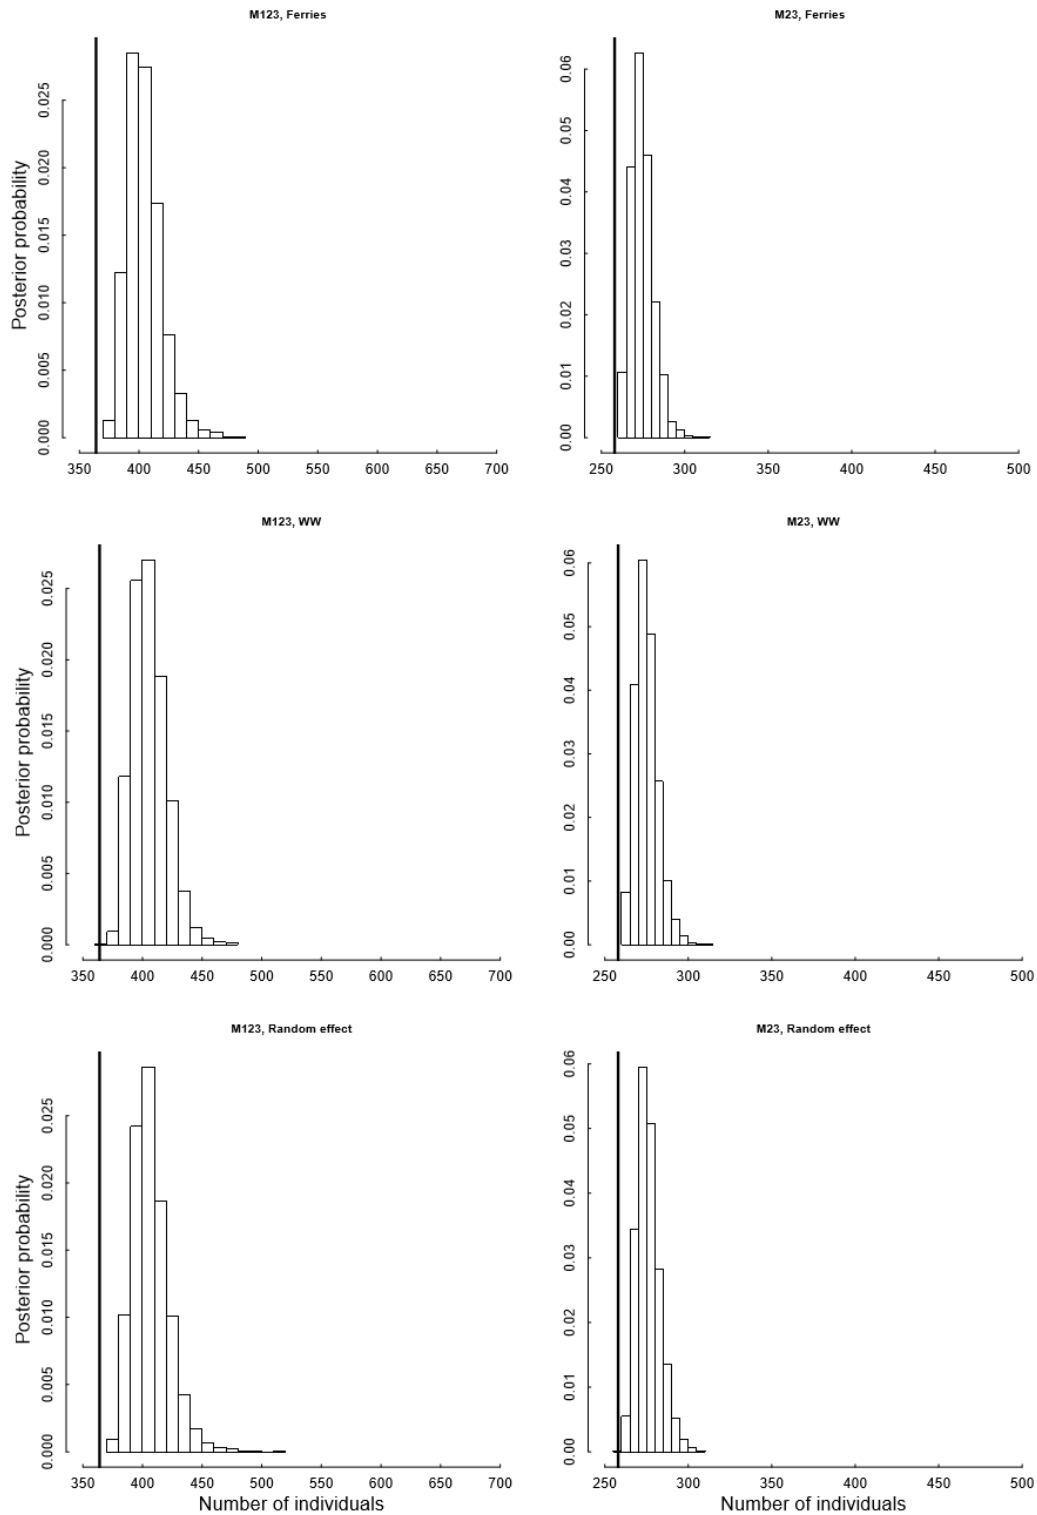 M123, Ferries
M23, Ferries
Posterior probability
0.000 0.005 0.010 0.015 0.020 0.025
0.00 0.01 0.02 0.03 0.04 0.05 0.06
350 400 450 500 550 600 650 700
250 300 350 400 450 500
M123, WW
M23, WW
Posterior probability
0.000 0.005 0.010 0.015 0.020 0.025
0.00 0.01 0.02 0.03 0.04 0.05 0.06
350 400 450 500 550 600 650 700
250 300 350 400 450 500
M123, Random effect
M23, Random effect
Posterior probability
0.000 0.005 0.010 0.015 0.020 0.025
0.00 0.01 0.02 0.03 0.04 0.05 0.06
350 400 450 500 550 600 650 700
250 300 350 400 450 500
Number of individuals
Number of individuals